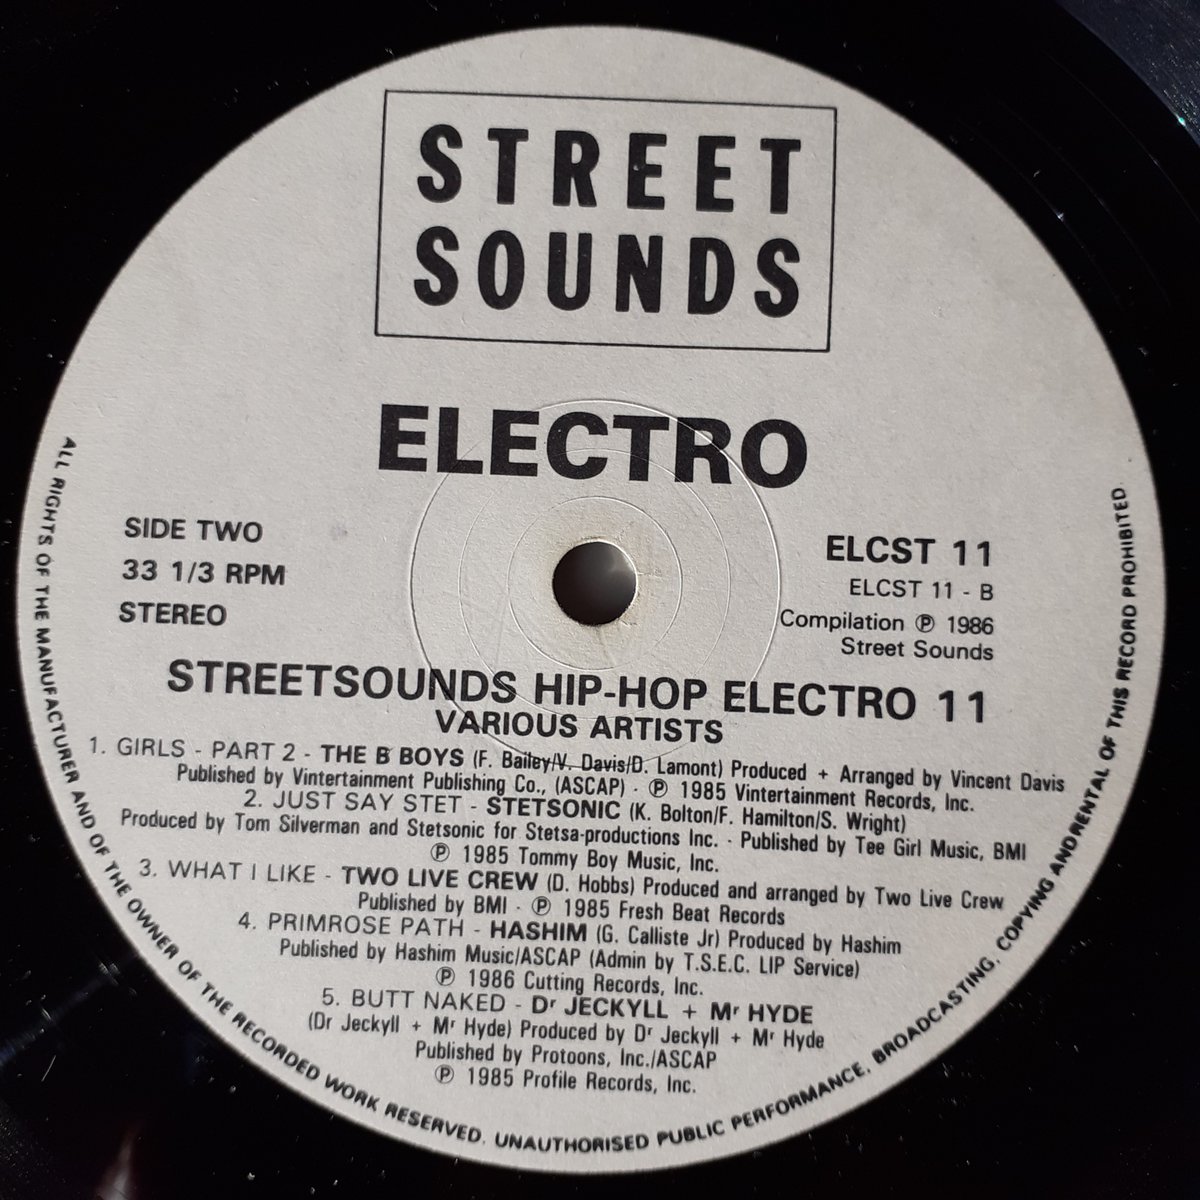 STREET
SOUNDS
ELECTRO
SIDE TWO
33 1/3 RPM
STEREO
ELCST 11
ELCST 11 - B
Compilation ℗ 1986
Street Sounds
STREETSOUNDS HIP-HOP ELECTRO 11
VARIOUS ARTISTS
1. GIRLS - PART 2 - THE B BOYS (F. Bailey/V. Davis/D. Lamont) Produced + Arranged by Vincent Davis
Published by Vintertainment Publishing Co., (ASCAP) · ℗ 1985 Vintertainment Records, Inc.
2. JUST SAY STET - STETSONIC (K. Bolton/F. Hamilton/S. Wright)
Produced by Tom Silverman and Stetsonic for Stetsa-productions Inc. · Published by Tee Girl Music, BMI
℗ 1985 Tommy Boy Music, Inc.
3. WHAT I LIKE - TWO LIVE CREW (D. Hobbs) Produced and arranged by Two Live Crew
Published by BMI · ℗ 1985 Fresh Beat Records
4. PRIMROSE PATH - HASHIM (G. Calliste Jr) Produced by Hashim
Published by Hashim Music/ASCAP (Admin by T.S.E.C. LIP Service)
℗ 1986 Cutting Records, Inc.
5. BUTT NAKED - Dr JECKYLL + Mr HYDE
(Dr Jeckyll + Mr Hyde) Produced by Dr Jeckyll + Mr Hyde
Published by Protoons, Inc./ASCAP
℗ 1985 Profile Records, Inc.
ALL RIGHTS OF THE MANUFACTURER AND OF THE OWNER OF THE RECORDED WORK RESERVED. UNAUTHORISED PUBLIC PERFORMANCE, BROADCASTING, COPYING ANDRENTAL OF THIS RECORD PROHIBITED